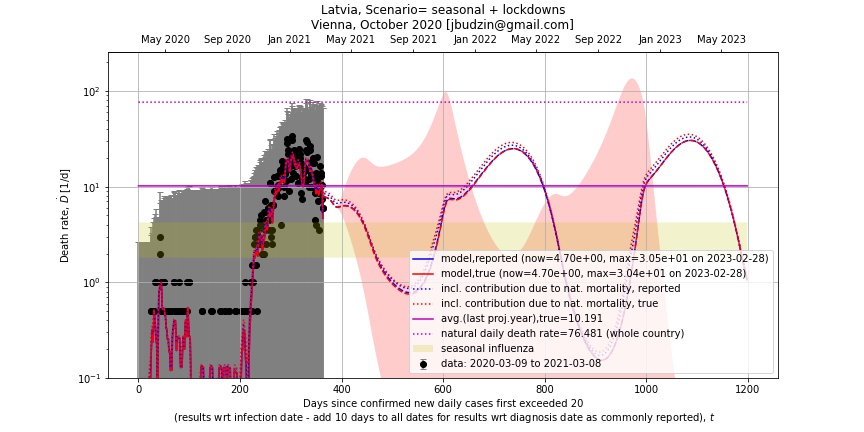 Latvia, Scenario= seasonal + lockdowns
Vienna, October 2020 [jbudzin@gmail.com]
May 2020 Sep 2020 Jan 2021 May 2021 Sep 2021 Jan 2022 May 2022 Sep 2022 Jan 2023 May 2023
Death rate, D [1/d]
10²
10¹
10⁰
10⁻¹
model,reported (now=4.70e+00, max=3.05e+01 on 2023-02-28)
model,true (now=4.70e+00, max=3.04e+01 on 2023-02-28)
incl. contribution due to nat. mortality, reported
incl. contribution due to nat. mortality, true
avg.(last proj.year),true=10.191
natural daily death rate=76.481 (whole country)
seasonal influenza
data: 2020-03-09 to 2021-03-08
0 200 400 600 800 1000 1200
Days since confirmed new daily cases first exceeded 20
(results wrt infection date - add 10 days to all dates for results wrt diagnosis date as commonly reported), t